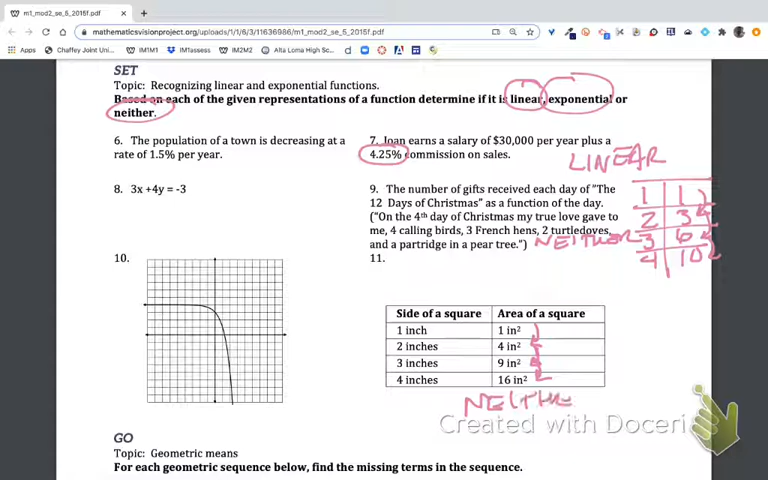 m1_mod2_se_5_2015f.pdf
mathematicsvisionproject.org/uploads/1/1/6/3/11636986/m1_mod2_se_5_2015f.pdf
Apps
Chaffey Joint Uni...
IM1M1
IMTassess
IM2M2
Alta Loma High Sc...
SET
Topic: Recognizing linear and exponential functions.
Based on each of the given representations of a function determine if it is linear, exponential or
neither.
6. The population of a town is decreasing at a
rate of 1.5% per year.
7. Joan earns a salary of $30,000 per year plus a
4.25% commission on sales.
LINEAR
8. 3x +4y = -3
9. The number of gifts received each day of "The
12 Days of Christmas" as a function of the day.
("On the 4th day of Christmas my true love gave to
me, 4 calling birds, 3 French hens, 2 turtledoves,
and a partridge in a pear tree.")
NEITHER
1 1
2 3
3 6
4 10
10.
11.
Side of a square Area of a square
1 inch 1 in²
2 inches 4 in²
3 inches 9 in²
4 inches 16 in²
NEITHE
Created with Doceri
GO
Topic: Geometric means
For each geometric sequence below, find the missing terms in the sequence.